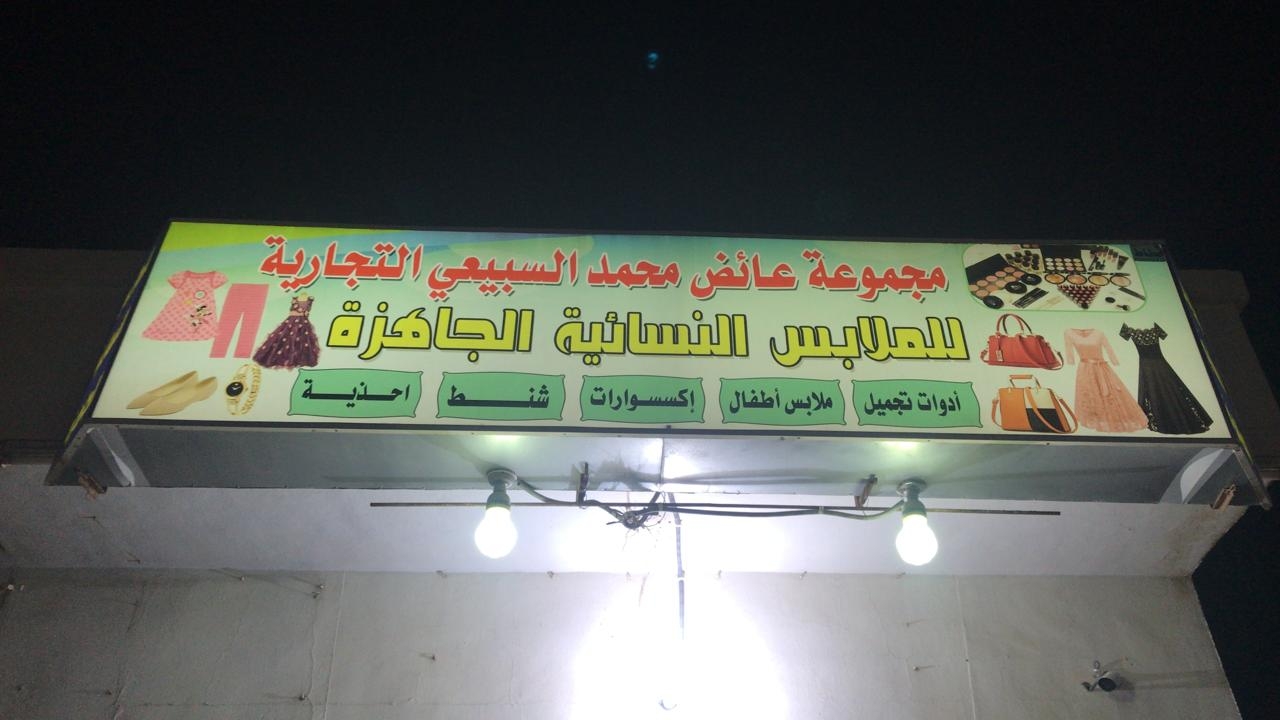 مجموعة عائض محمد السبيعي التجارية
للملابس النسائية الجاهزة
أدوات تجميل ملابس أطفال إكسسوارات شنط احذية